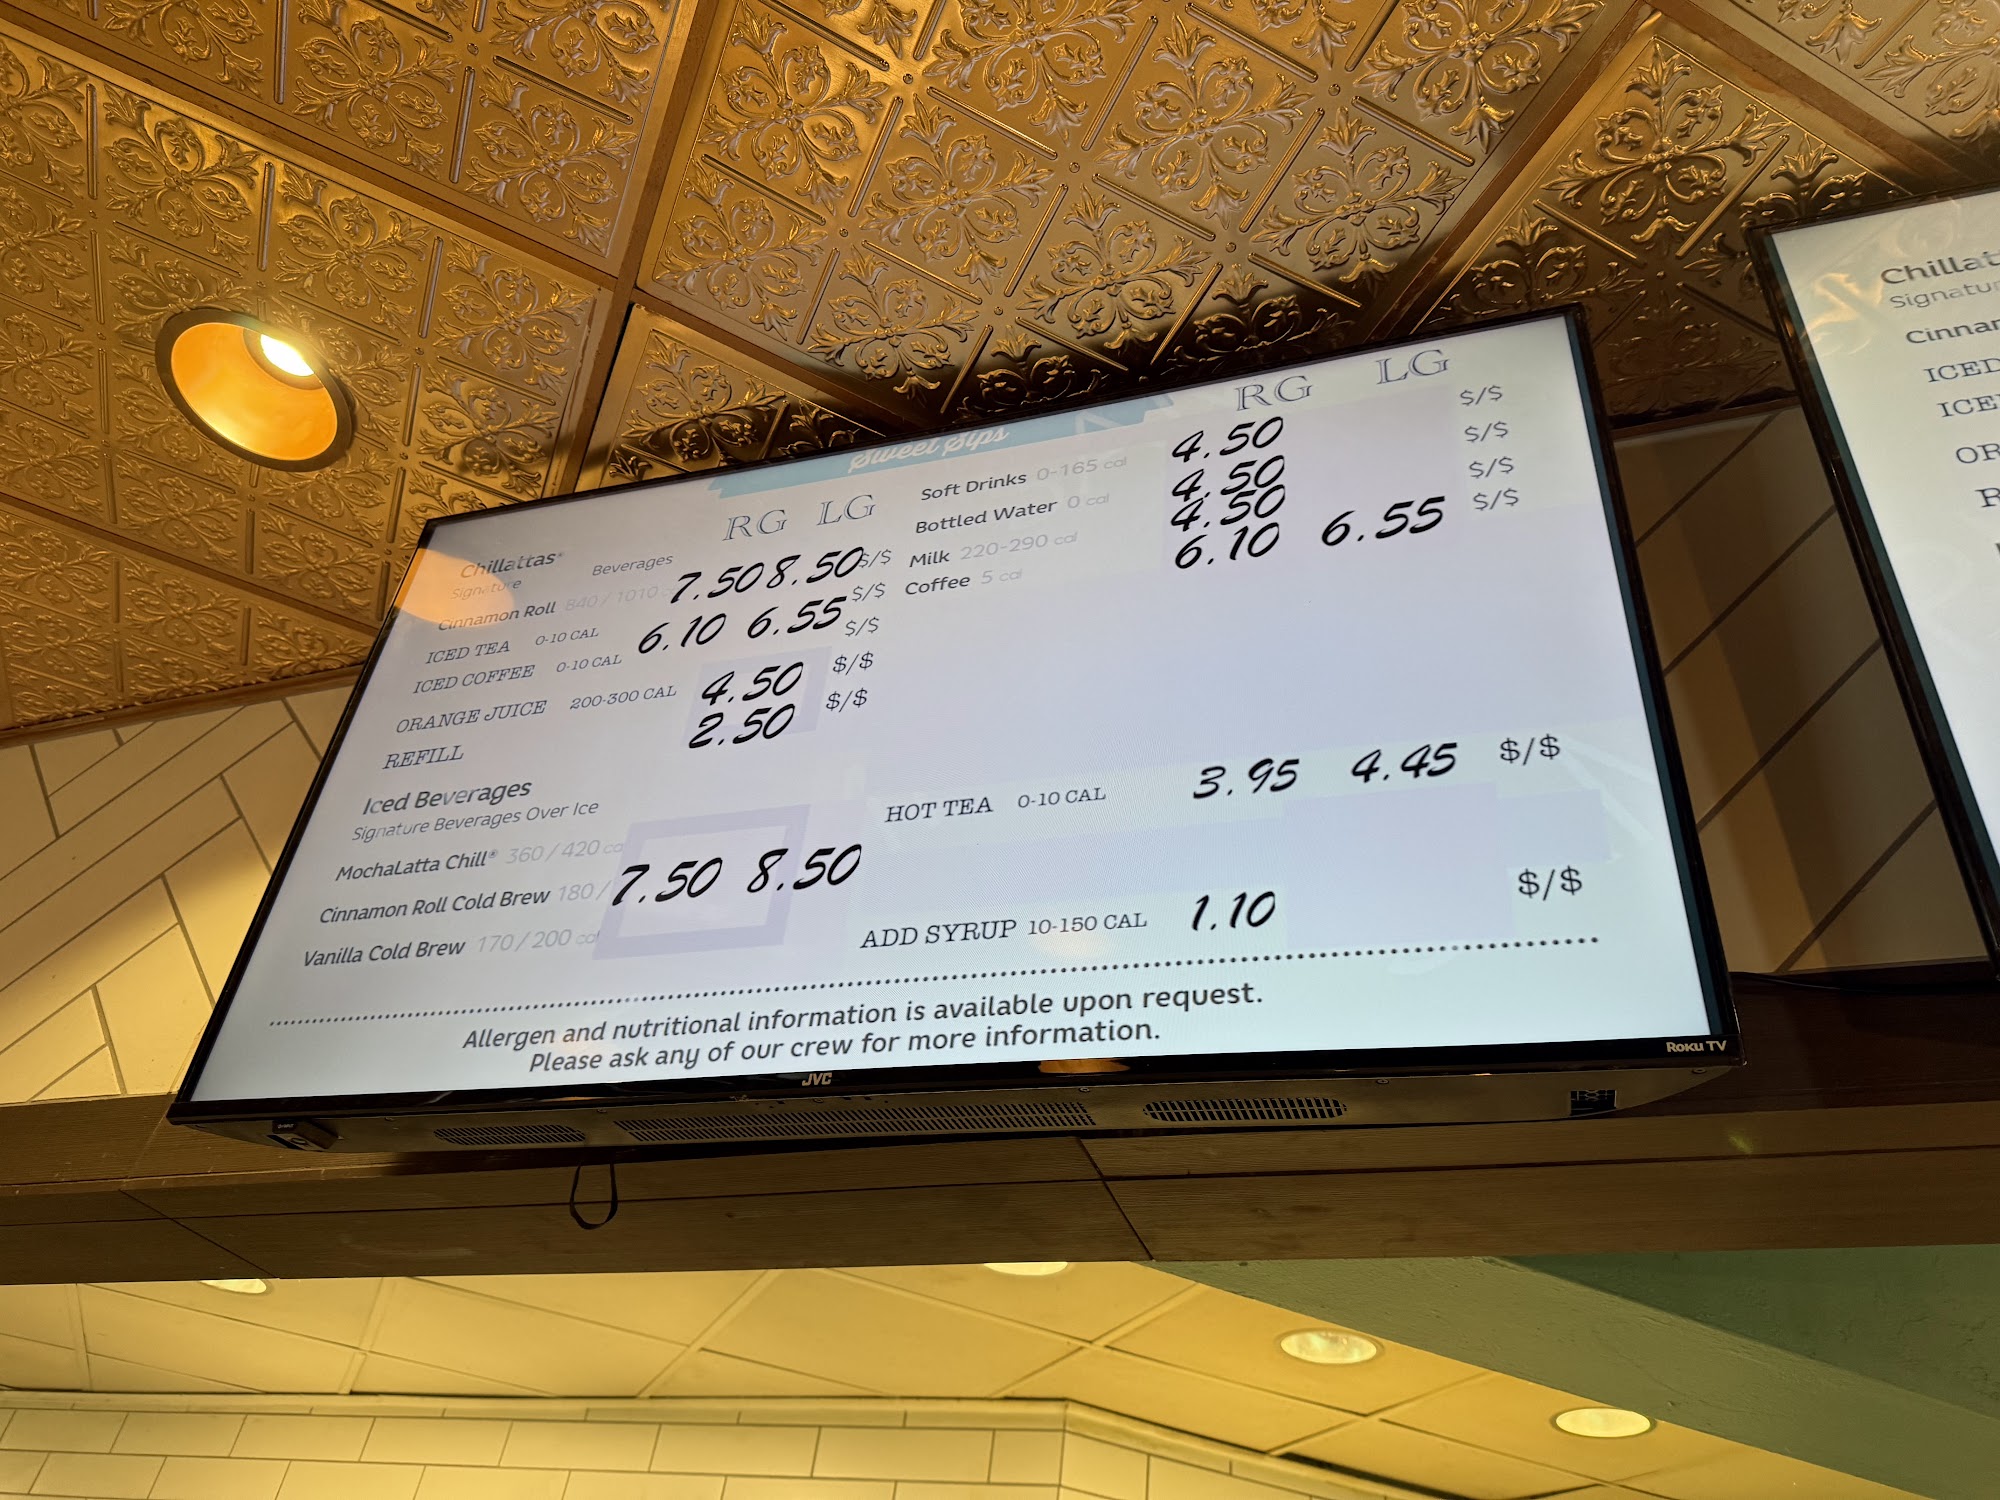 Sweet Sips
RG LG
Chillattas®
Signature Beverages
Cinnamon Roll 840 / 1010 7.50 8.50 $/$
ICED TEA 0-10 CAL 6.10 6.55 $/$
ICED COFFEE 0-10 CAL $/$
ORANGE JUICE 200-300 CAL 4.50 $/$
REFILL 2.50 $/$
Iced Beverages
Signature Beverages Over Ice
MochaLatta Chill® 360 / 420
Cinnamon Roll Cold Brew 180 / 7.50 8.50
Vanilla Cold Brew 170 / 200 cal
RG LG
Soft Drinks 0-165 cal 4.50 $/$
Bottled Water 0 cal 4.50 $/$
Milk 220-290 cal 4.50 $/$
Coffee 5 cal 6.10 6.55 $/$
HOT TEA 0-10 CAL 3.95 4.45 $/$
ADD SYRUP 10-150 CAL 1.10 $/$
Allergen and nutritional information is available upon request.
Please ask any of our crew for more information.
JVC
Roku TV